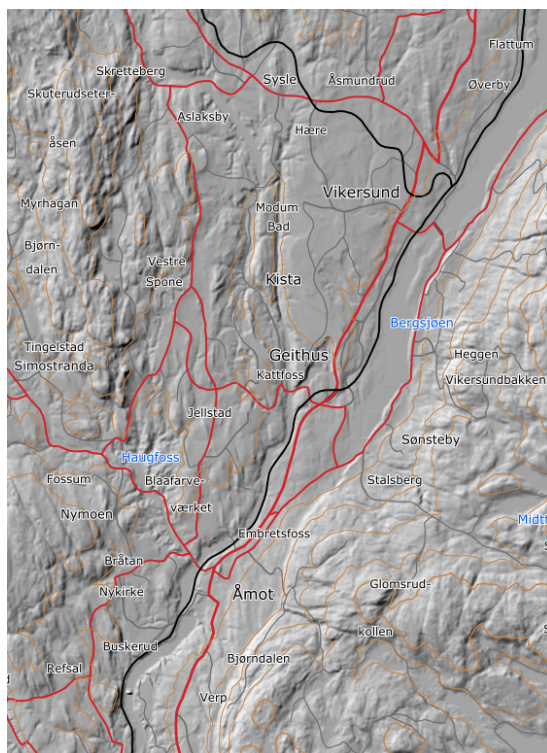 Flattum
Skretteberg
Sysle
Åsmundrud
Øverby
Skuterudseter-
åsen
Aslaksby
Hære
Vikersund
Myrhagan
Modum
Bad
Bjørn-
dalen
Vestre
Spone
Kista
Bergsjøen
Tingelstad
Simostranda
Geithus
Kattfoss
Heggen
Vikersundbakken
Jellstad
Sønsteby
Haugfoss
Fossum
Blaafarve-
værket
Stalsberg
Nymoen
Midtt
Embretsfoss
Bråtan
Nykirke
Åmot
Glomsrud-
kollen
Buskerud
Bjørndalen
Refsal
Verp